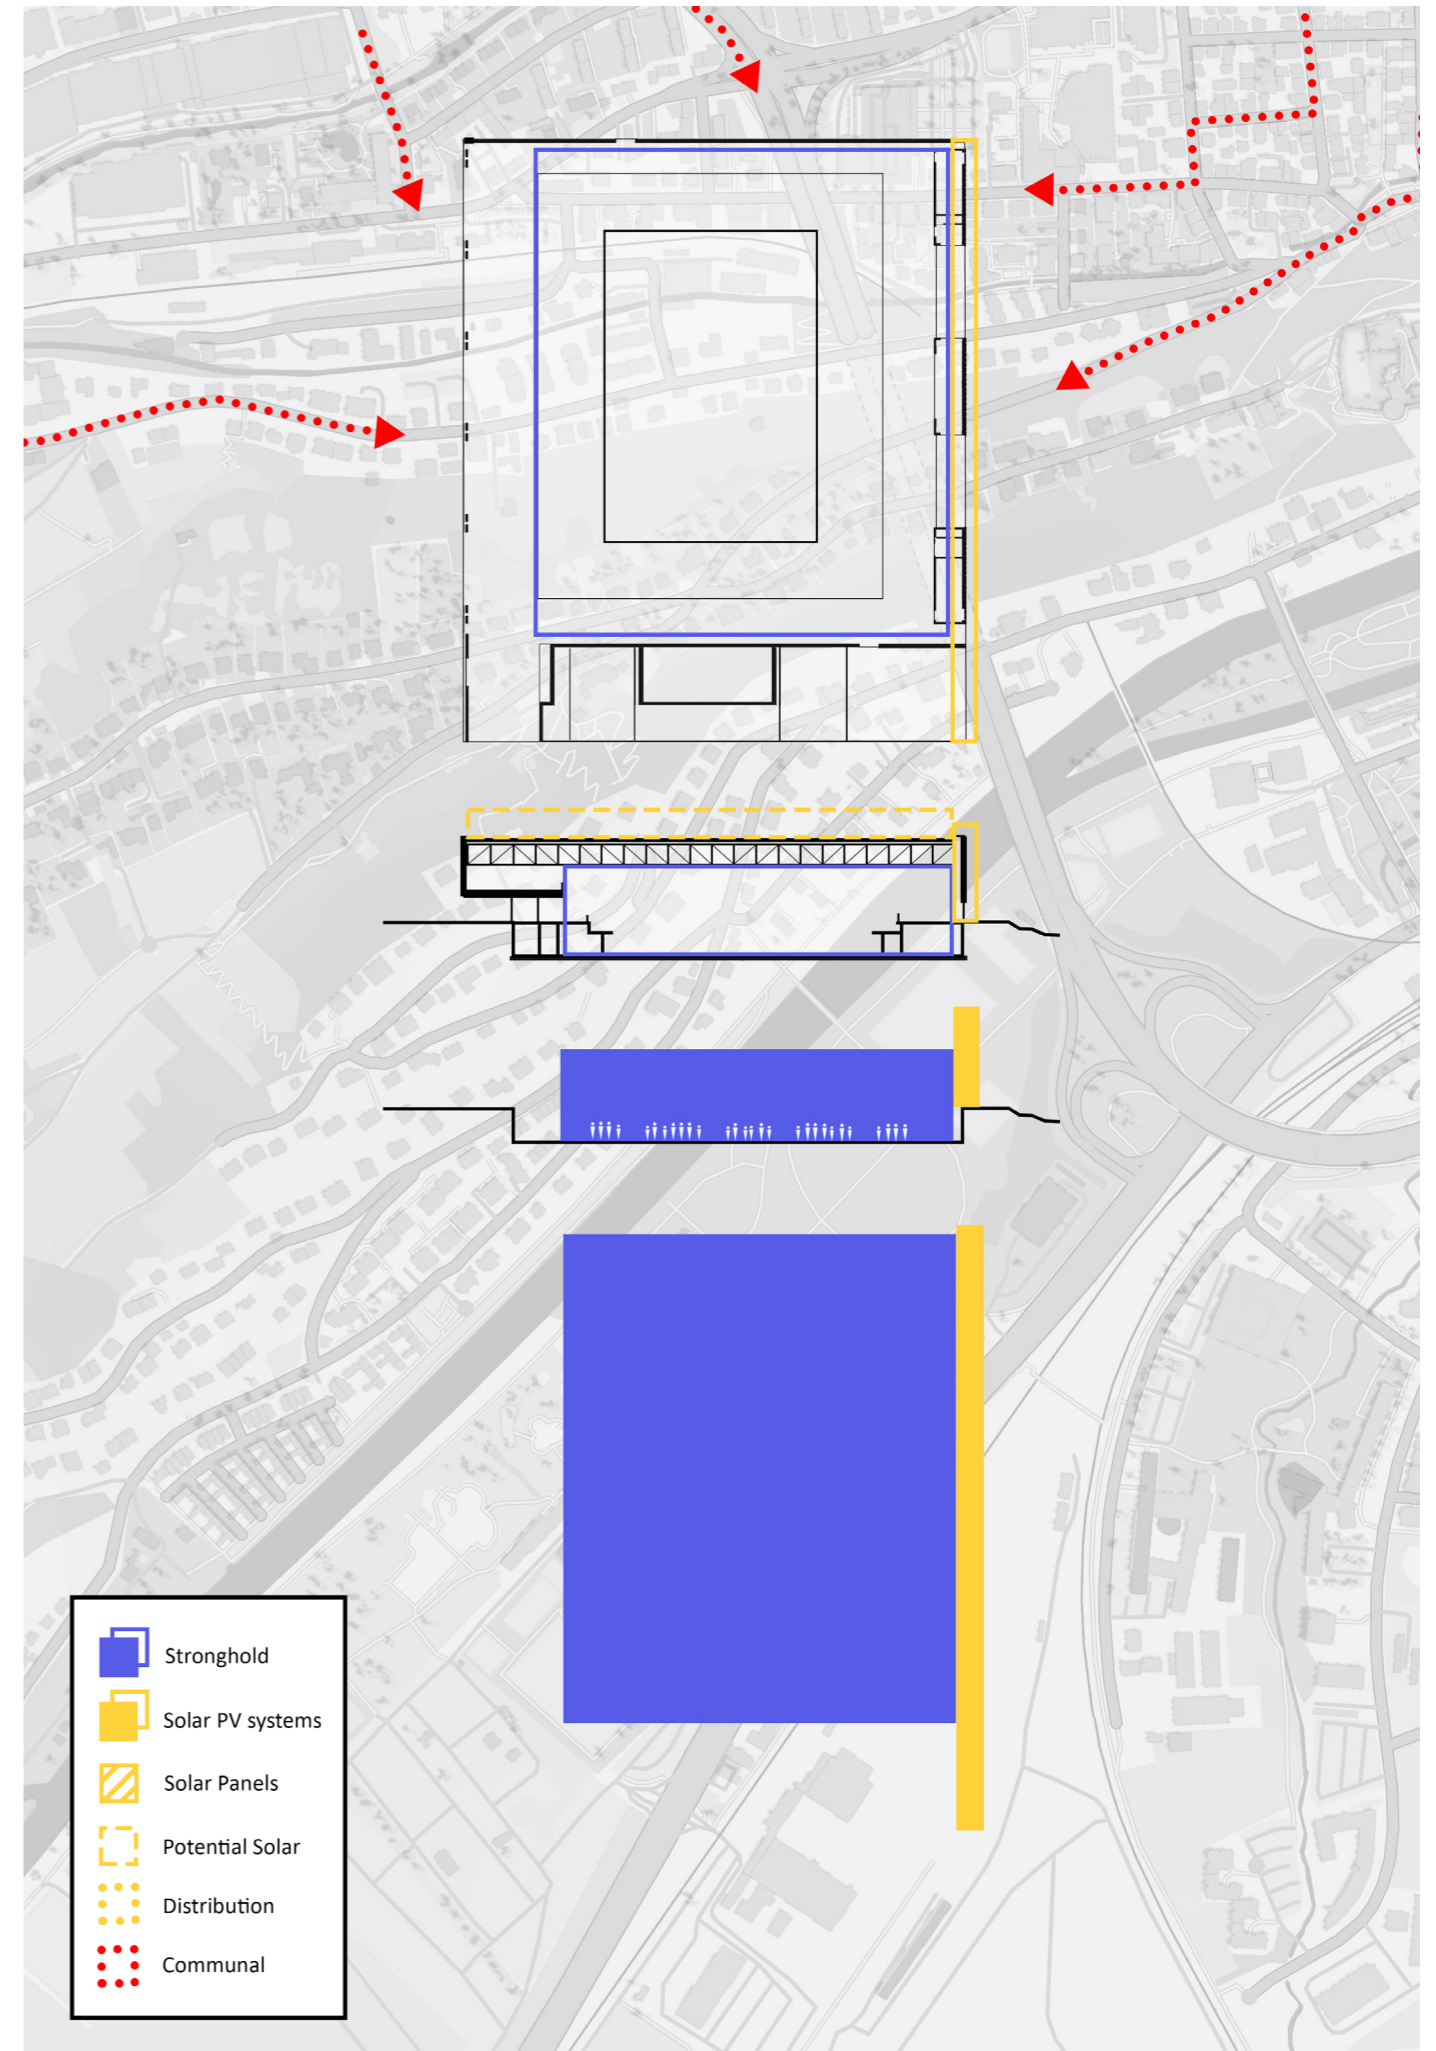 Stronghold
Solar PV systems
Solar Panels
Potential Solar
Distribution
Communal